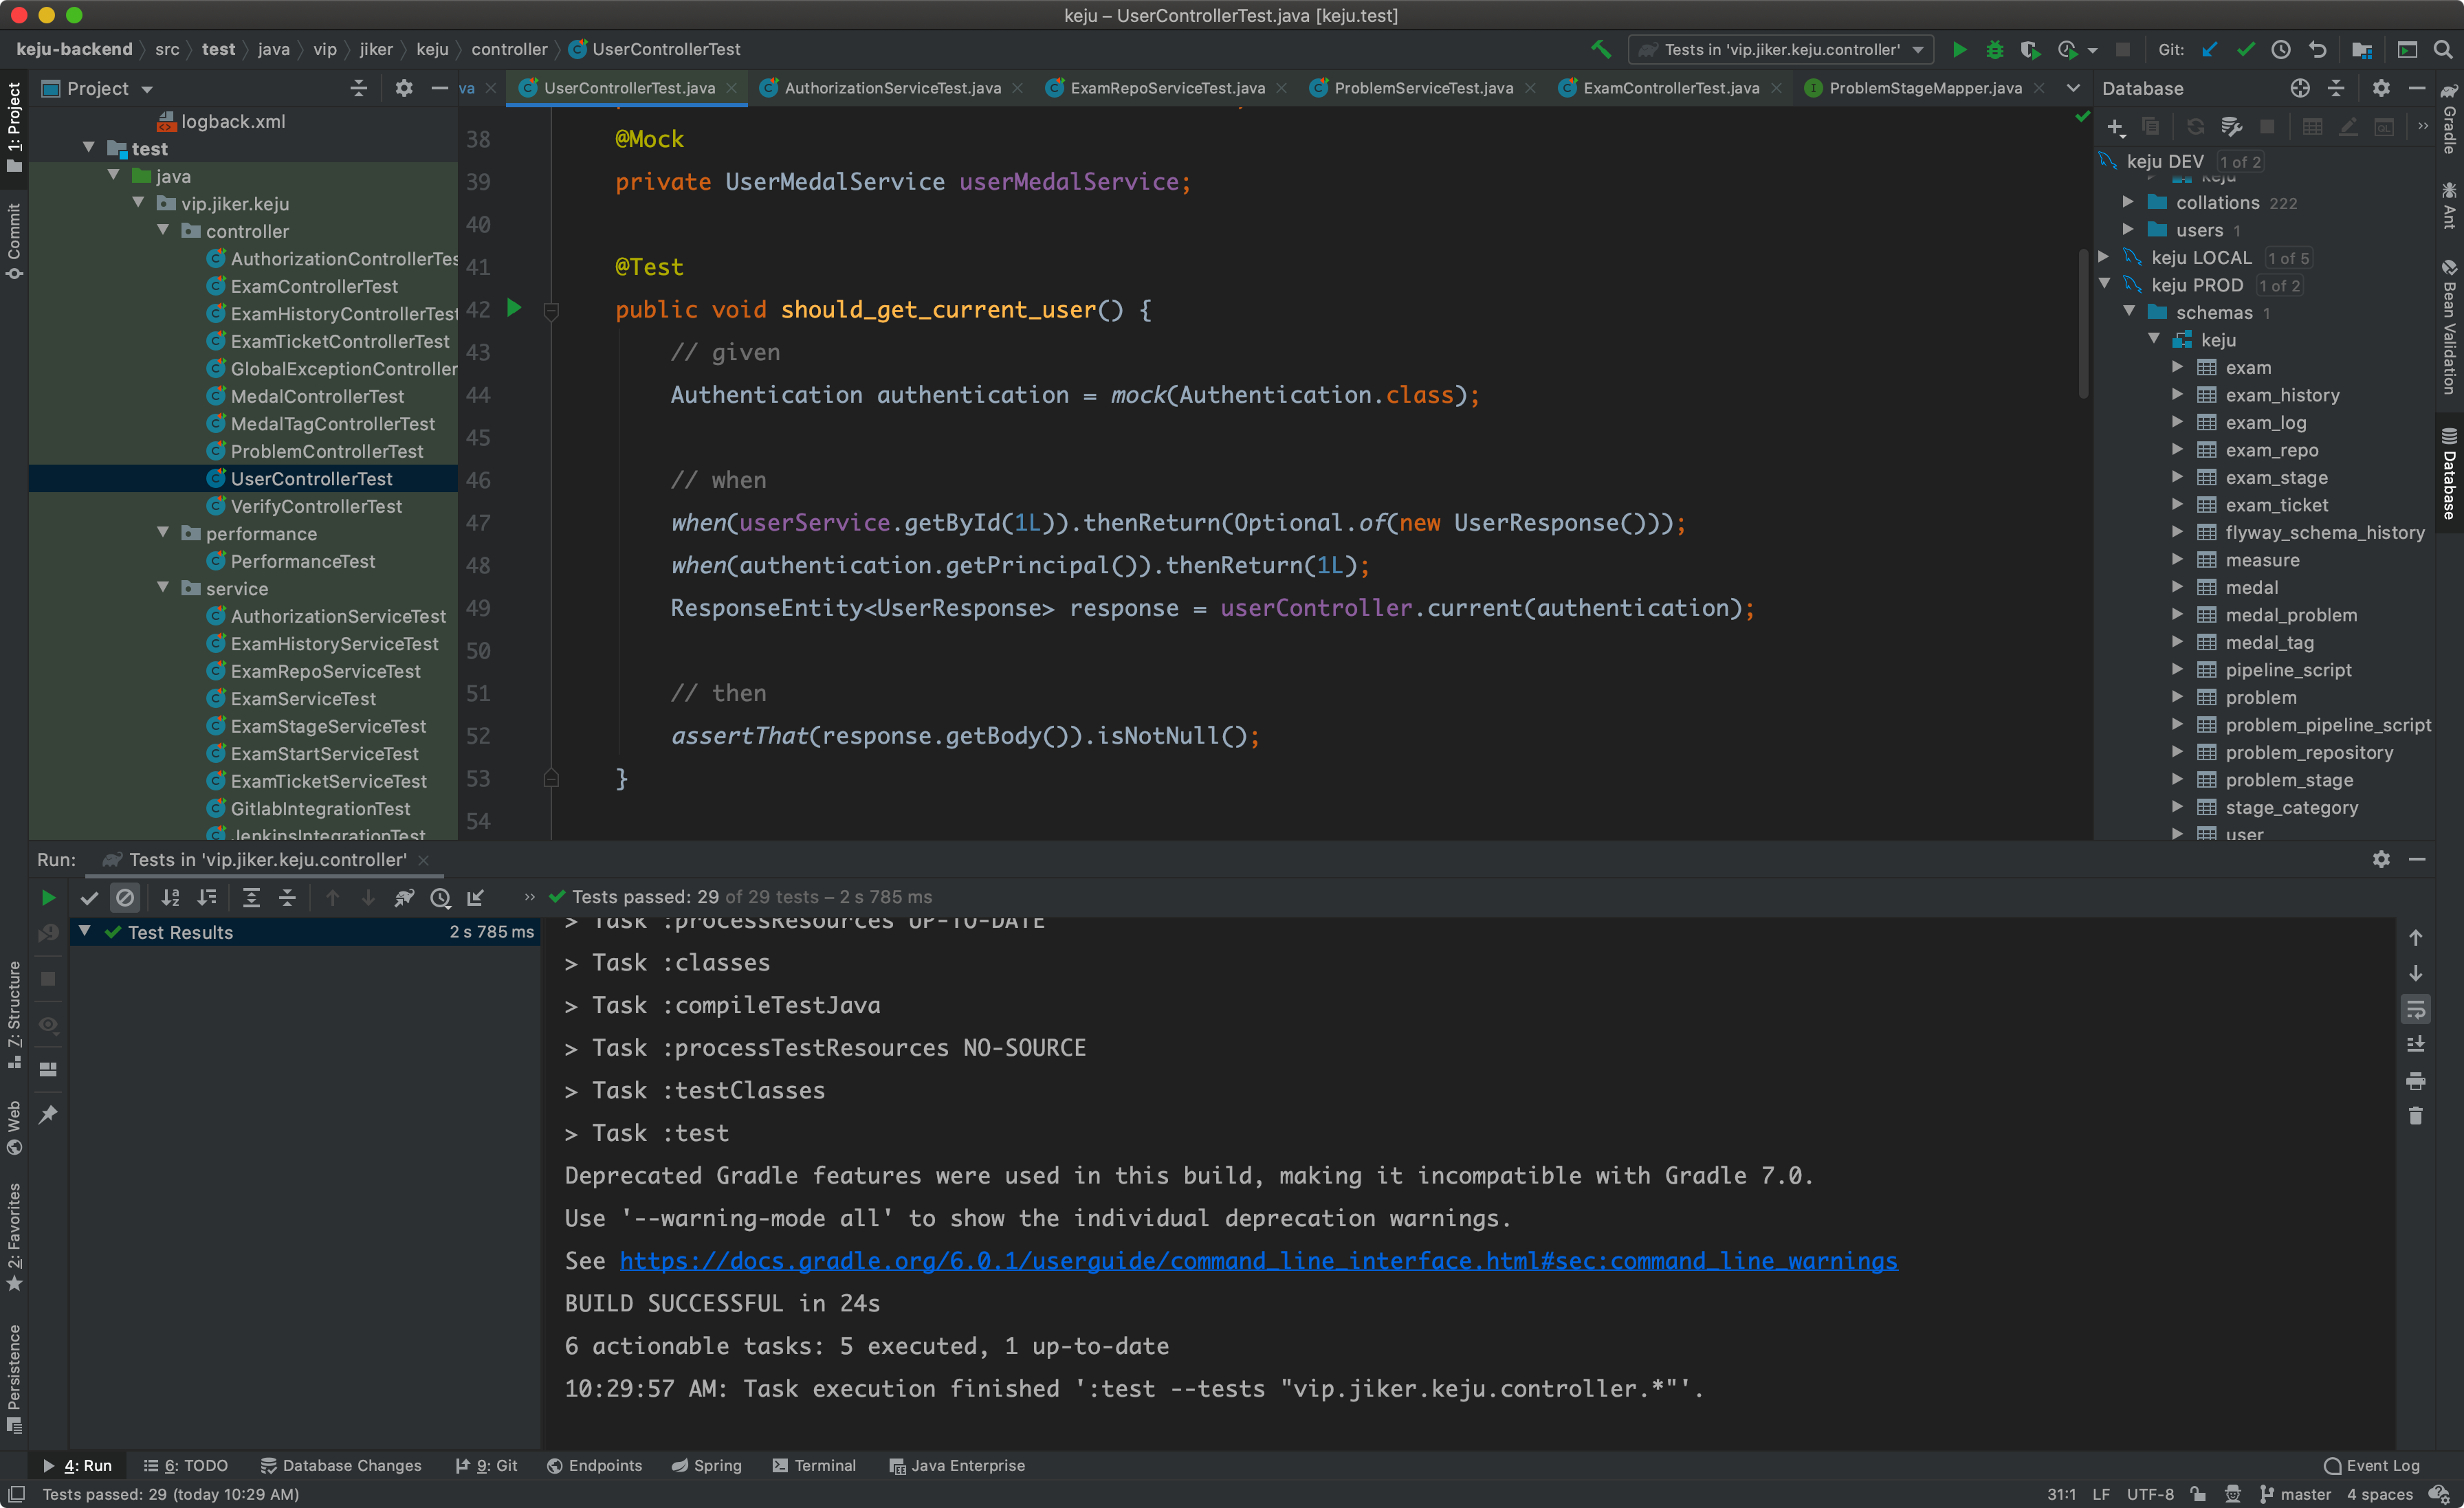 keju – UserControllerTest.java [keju.test]
keju-backend src test java vip jiker keju controller UserControllerTest
Tests in 'vip.jiker.keju.controller'
Git:
1: Project
Commit
7: Structure
Web
2: Favorites
Persistence
Project
va
UserControllerTest.java
AuthorizationServiceTest.java
ExamRepoServiceTest.java
ProblemServiceTest.java
ExamControllerTest.java
ProblemStageMapper.java
logback.xml
test
java
vip.jiker.keju
controller
AuthorizationControllerTes
ExamControllerTest
ExamHistoryControllerTest
ExamTicketControllerTest
GlobalExceptionController
MedalControllerTest
MedalTagControllerTest
ProblemControllerTest
UserControllerTest
VerifyControllerTest
performance
PerformanceTest
service
AuthorizationServiceTest
ExamHistoryServiceTest
ExamRepoServiceTest
ExamServiceTest
ExamStageServiceTest
ExamStartServiceTest
ExamTicketServiceTest
GitlabIntegrationTest
JenkinsIntegrationTest
38 @Mock
39 private UserMedalService userMedalService;
40
41 @Test
42 public void should_get_current_user() {
43 // given
44 Authentication authentication = mock(Authentication.class);
45
46 // when
47 when(userService.getById(1L)).thenReturn(Optional.of(new UserResponse()));
48 when(authentication.getPrincipal()).thenReturn(1L);
49 ResponseEntity<UserResponse> response = userController.current(authentication);
50
51 // then
52 assertThat(response.getBody()).isNotNull();
53 }
54
Database
keju DEV 1 of 2
keju
collations 222
users 1
keju LOCAL 1 of 5
keju PROD 1 of 2
schemas 1
keju
exam
exam_history
exam_log
exam_repo
exam_stage
exam_ticket
flyway_schema_history
measure
medal
medal_problem
medal_tag
pipeline_script
problem
problem_pipeline_script
problem_repository
problem_stage
stage_category
user
Gradle
Ant
Bean Validation
Database
Run: Tests in 'vip.jiker.keju.controller'
Tests passed: 29 of 29 tests – 2 s 785 ms
Test Results 2 s 785 ms
> Task :processResources UP-TO-DATE
> Task :classes
> Task :compileTestJava
> Task :processTestResources NO-SOURCE
> Task :testClasses
> Task :test
Deprecated Gradle features were used in this build, making it incompatible with Gradle 7.0.
Use '--warning-mode all' to show the individual deprecation warnings.
See https://docs.gradle.org/6.0.1/userguide/command_line_interface.html#sec:command_line_warnings
BUILD SUCCESSFUL in 24s
6 actionable tasks: 5 executed, 1 up-to-date
10:29:57 AM: Task execution finished ':test --tests "vip.jiker.keju.controller.*"'.
4: Run 6: TODO Database Changes 9: Git Endpoints Spring Terminal Java Enterprise Event Log
Tests passed: 29 (today 10:29 AM) 31:1 LF UTF-8 master 4 spaces